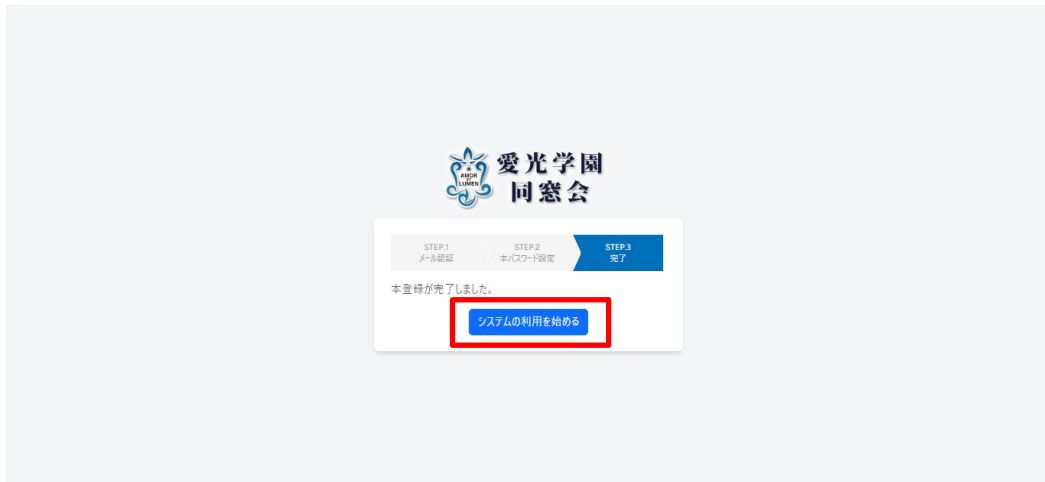 AMOR
ET
LUMEN
愛光学園
同窓会
STEP.1
メール認証
STEP.2
本パスワード設定
STEP.3
完了
本登録が完了しました。
システムの利用を始める